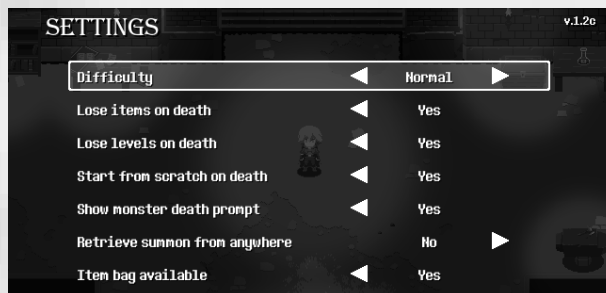 SETTINGS
v.1.2c
Difficulty Normal
Lose items on death Yes
Lose levels on death Yes
Start from scratch on death Yes
Show monster death prompt Yes
Retrieve summon from anywhere No
Item bag available Yes